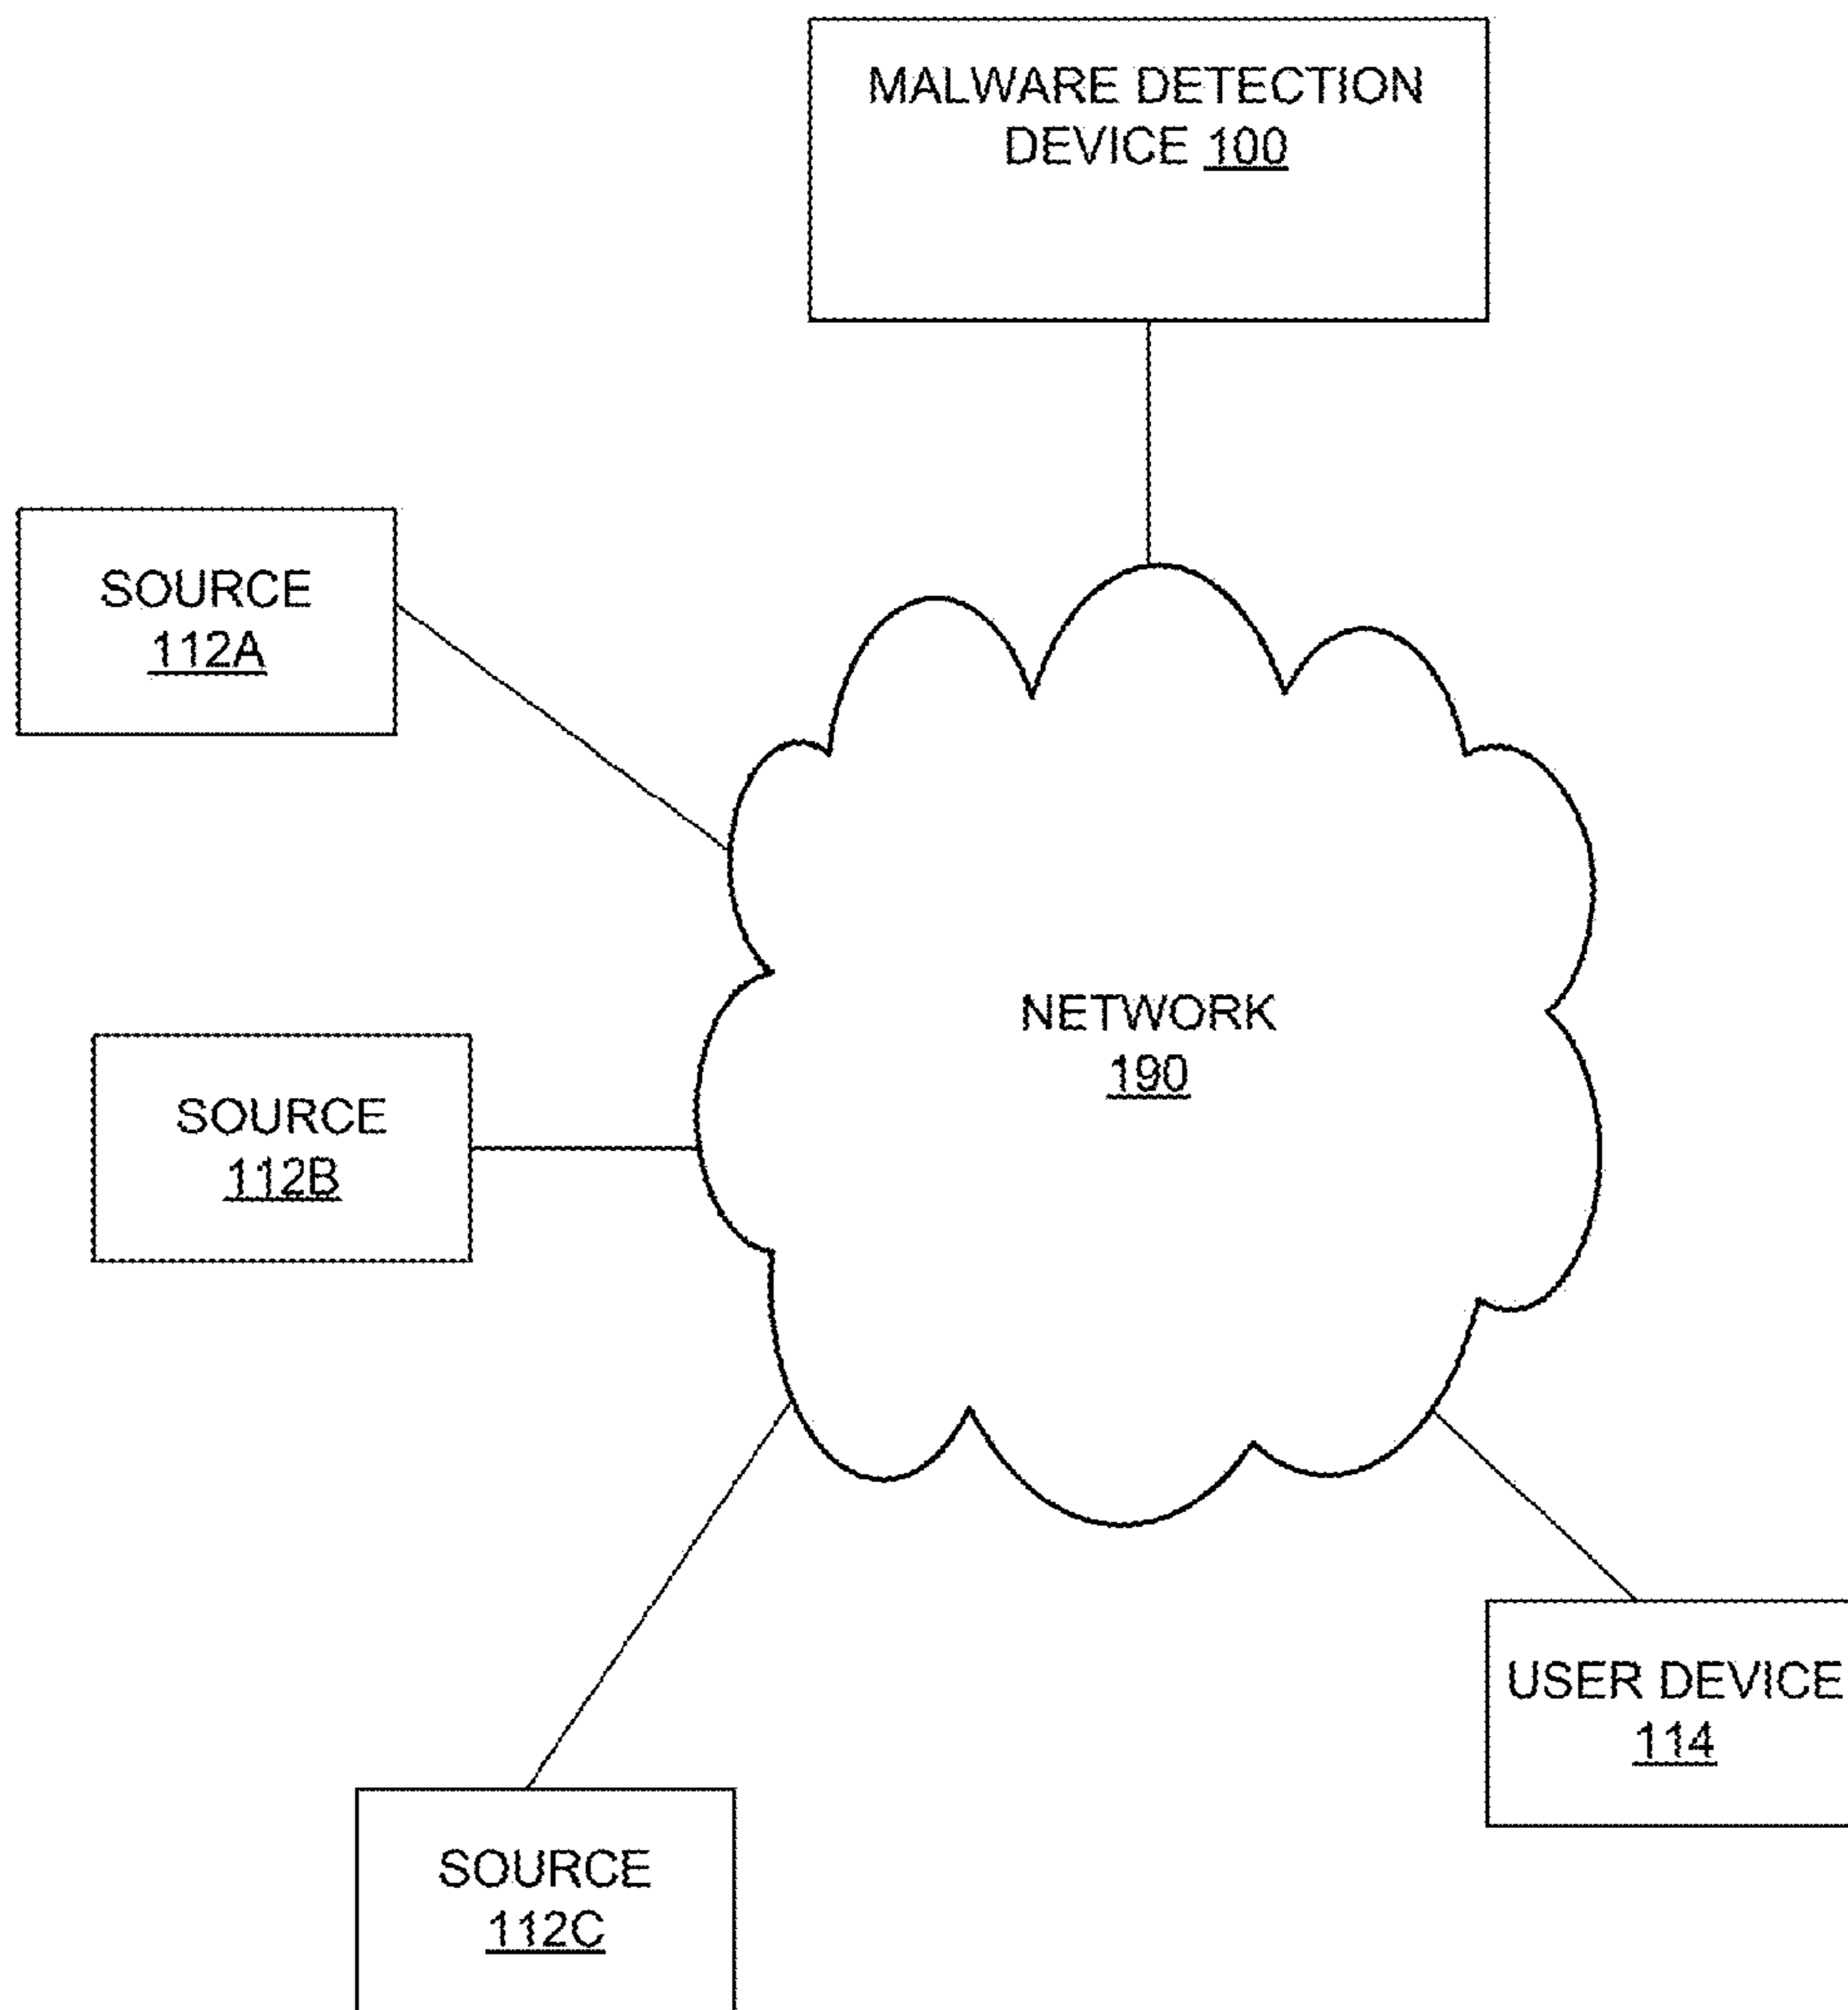 MALWARE DETECTION
DEVICE 100
SOURCE
112A
NETWORK
190
SOURCE
112B
USER DEVICE
114
SOURCE
112C